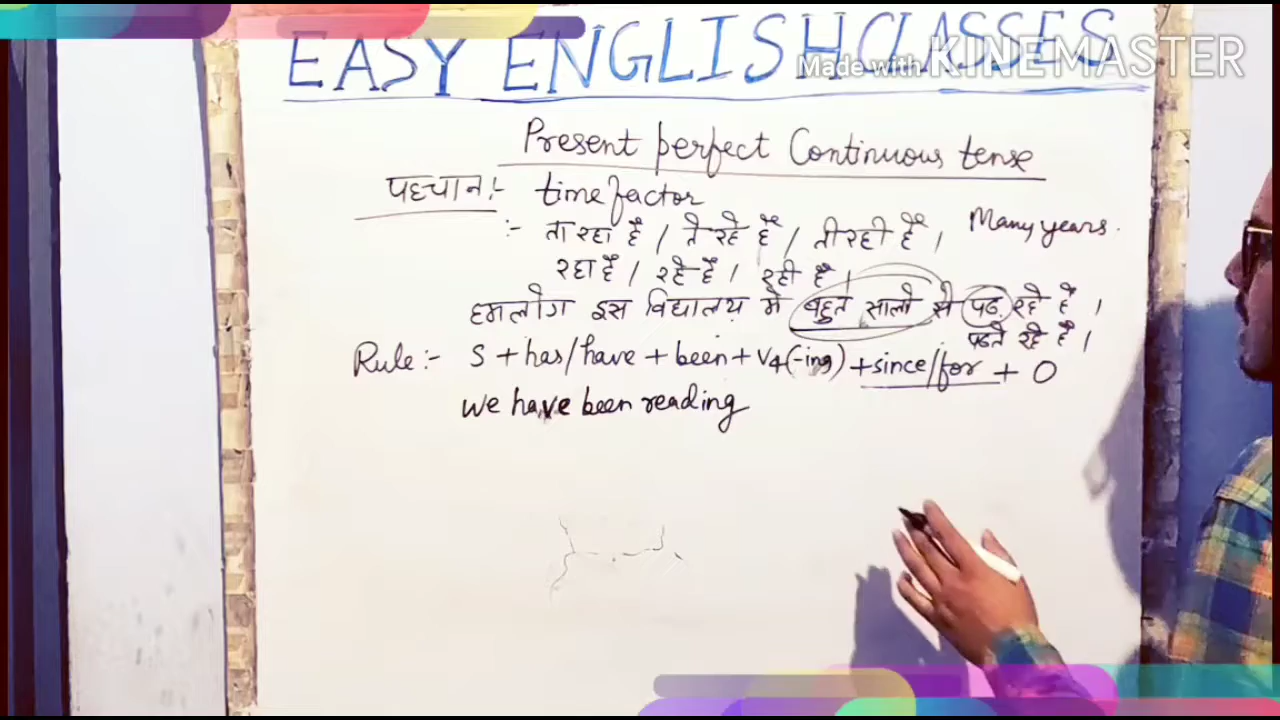 EASY ENGLISH CLASSES
Made with KINEMASTER
Present perfect Continuous tense
पहचान :- time factor
:- ता रहा है / ते रहे हैं / ती रही है । Many years.
रहा है / रहे हैं । रही है ।
हमलोग इस विद्यालय में बहुत सालों से पढ़ रहे हैं ।
पढते रहे हैं ।
Rule :- S + has/have + been + V4 (-ing) + since/for + O
We have been reading